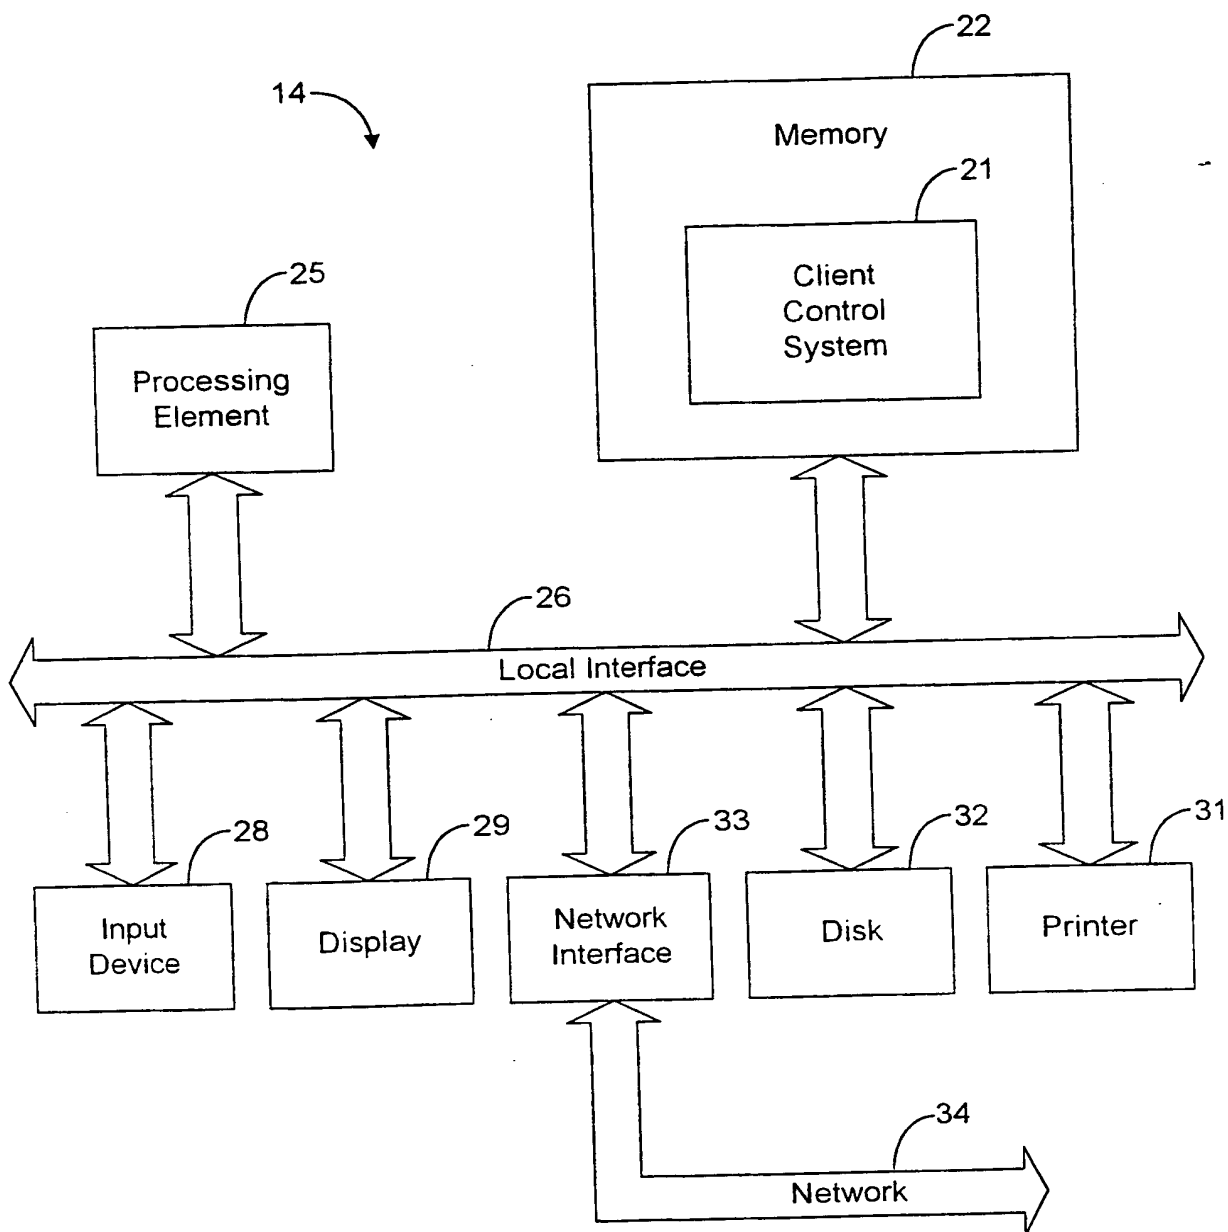 22
14
Memory
21
Client
Control
System
25
Processing
Element
26
Local Interface
28
29
33
32
31
Input
Device
Display
Network
Interface
Disk
Printer
34
Network